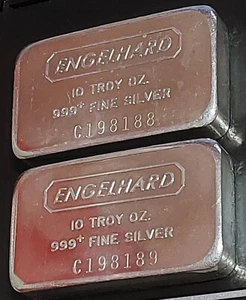 ENGELHARD
10 TROY OZ.
999+ FINE SILVER
C198188
ENGELHARD
10 TROY OZ.
999+ FINE SILVER
C198189